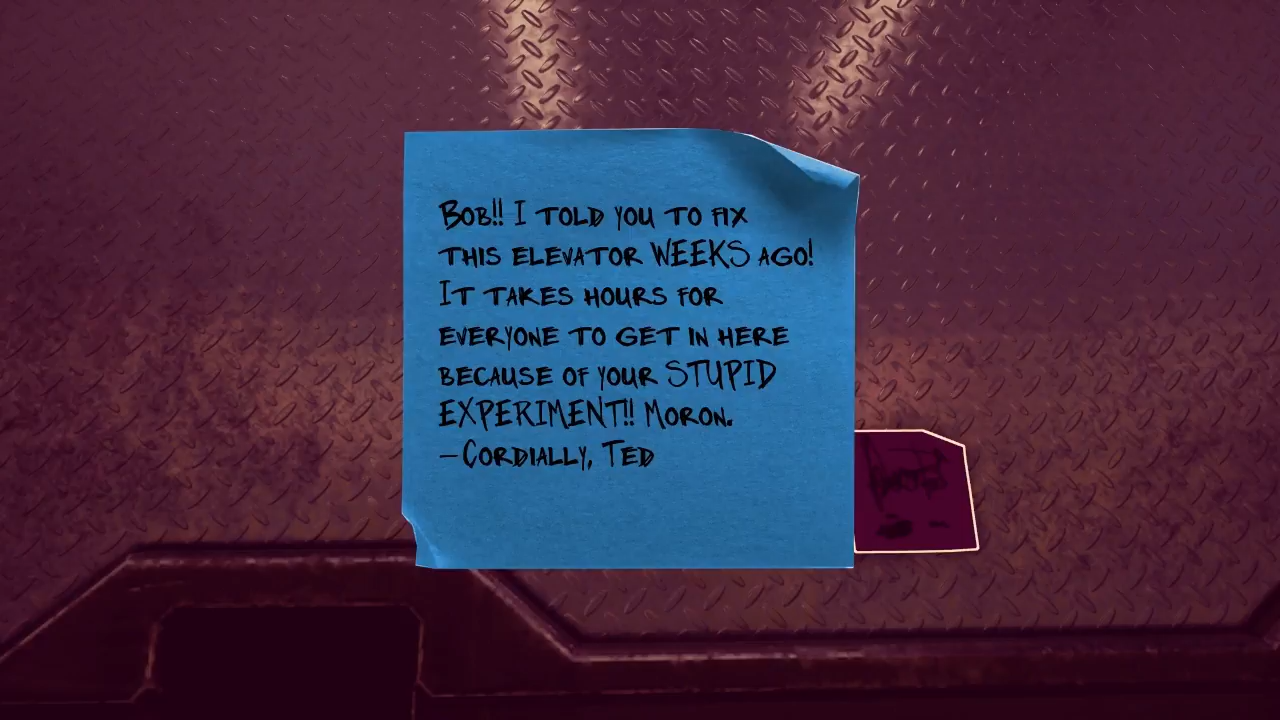 Bob!! I told you to fix
this elevator WEEKS ago!
It takes hours for
everyone to get in here
because of your STUPID
EXPERIMENT!! Moron.
–Cordially, Ted